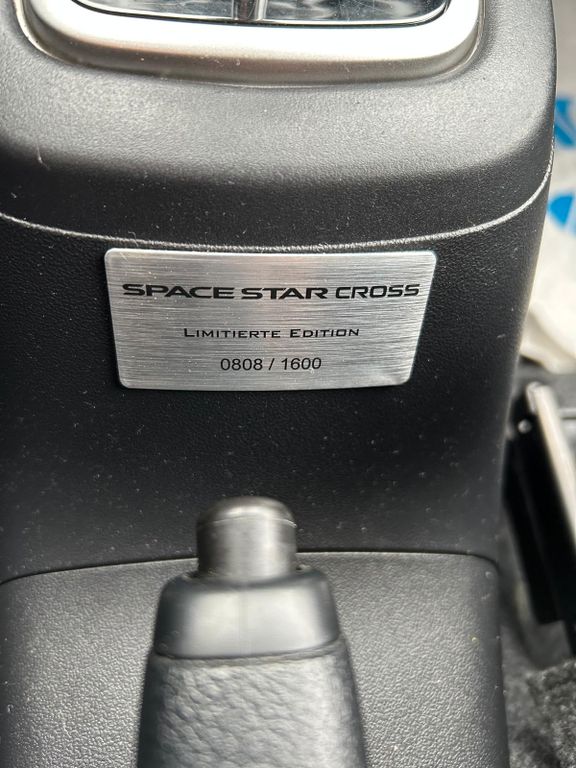 SPACE STAR CROSS
LIMITIERTE EDITION
0808 / 1600